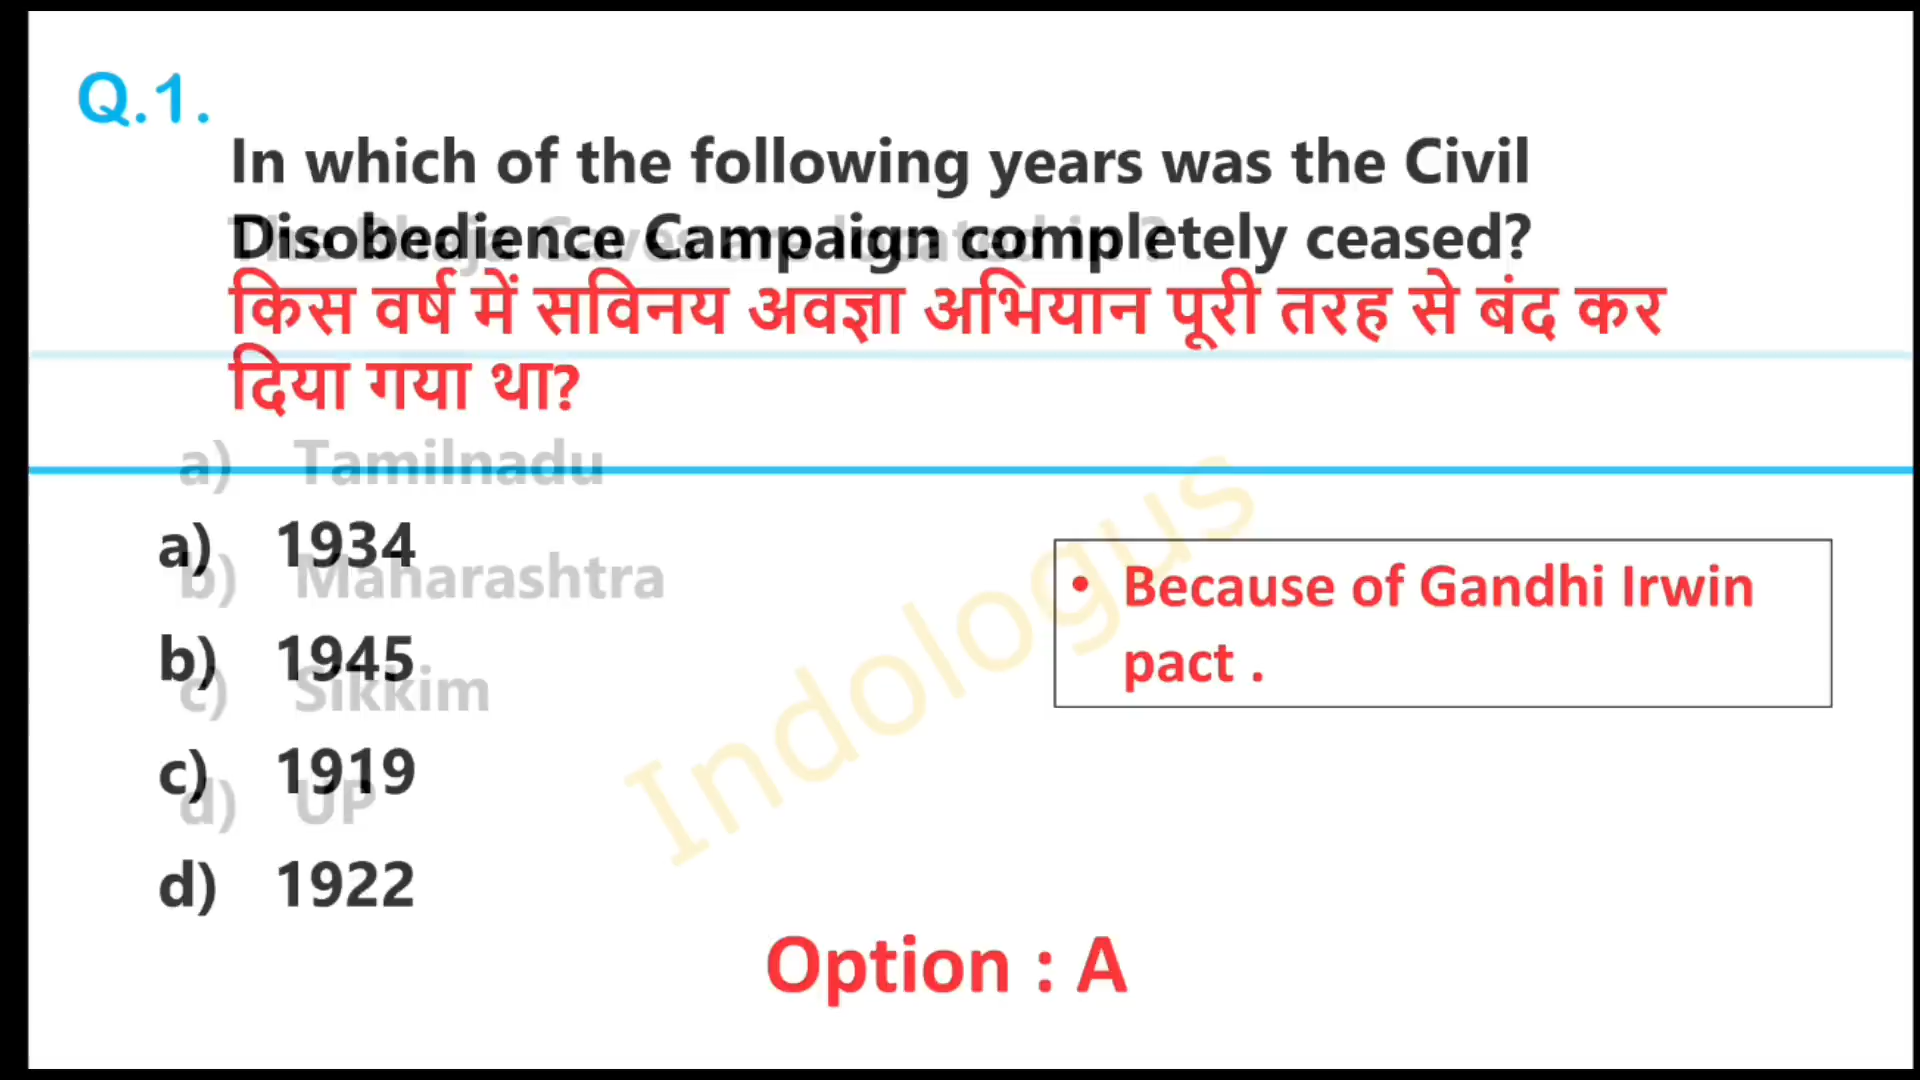 Q.1.
In which of the following years was the Civil
Disobedience Campaign completely ceased?
किस वर्ष में सविनय अवज्ञा अभियान पूरी तरह से बंद कर
दिया गया था?
a) Tamilnadu
a) 1934
b) Maharashtra
b) 1945
c) Sikkim
c) 1919
d) UP
d) 1922
• Because of Gandhi Irwin
pact .
Indologus
Option : A